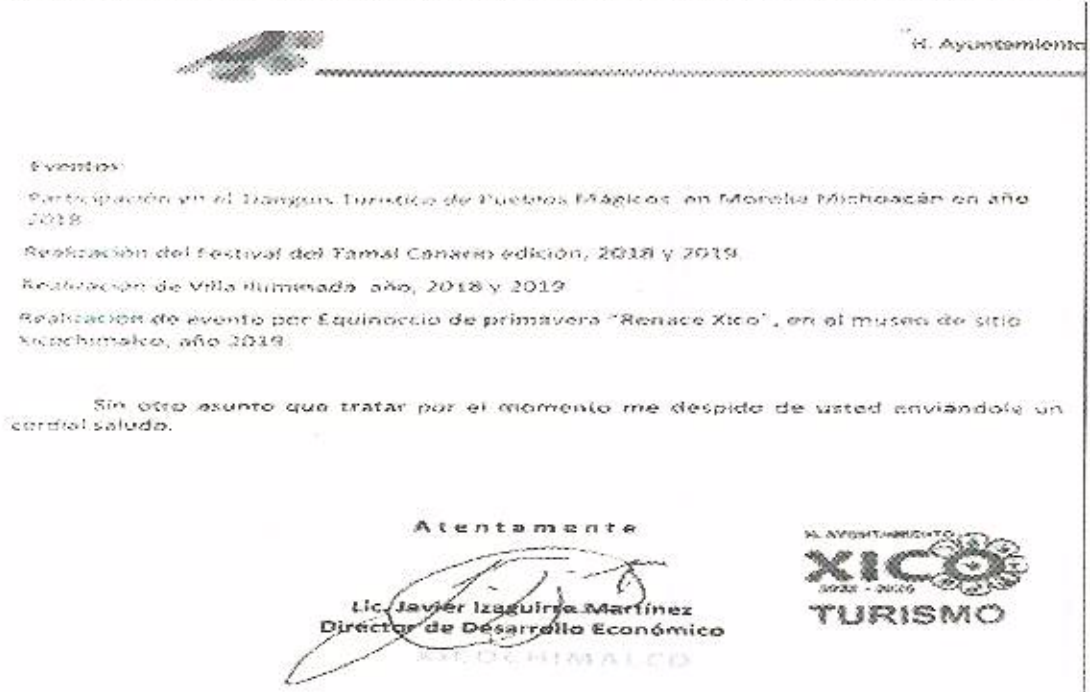 H. Ayuntamiento
Eventos:
Participación en el Tianguis Turístico de Pueblos Mágicos, en Morelia Michoacán en año
2018.
Realización del Festival del Tamal Canario edición, 2018 y 2019.
Realización de Villa Iluminada, año, 2018 y 2019
Realización de evento por Equinoccio de primavera "Renace Xico", en el museo de sitio
Xicochimalco, año 2019.
Sin otro asunto que tratar por el momento me despido de usted enviándole un
cordial saludo.
Atentamente
Lic. Javier Izaguirre Martínez
Director de Desarrollo Económico
XICOCHIMALCO
H. AYUNTAMIENTO
XICO
TURISMO